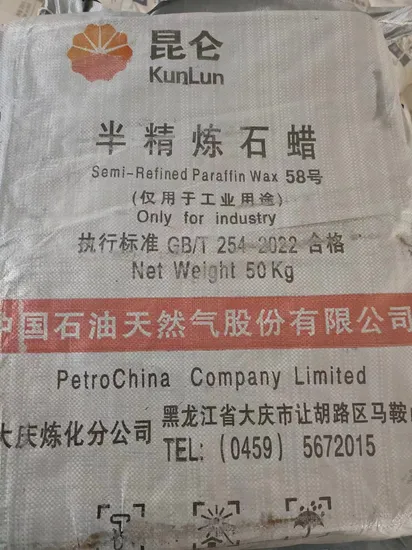 昆仑
KunLun
半精炼石蜡
Semi-Refined Paraffin Wax 58号
(仅用于工业用途)
Only for industry
执行标准 GB/T 254-2022 合格
Net Weight 50Kg
中国石油天然气股份有限公司
PetroChina Company Limited
大庆炼化分公司
黑龙江省大庆市让胡路区马鞍山
TEL: (0459) 5672015